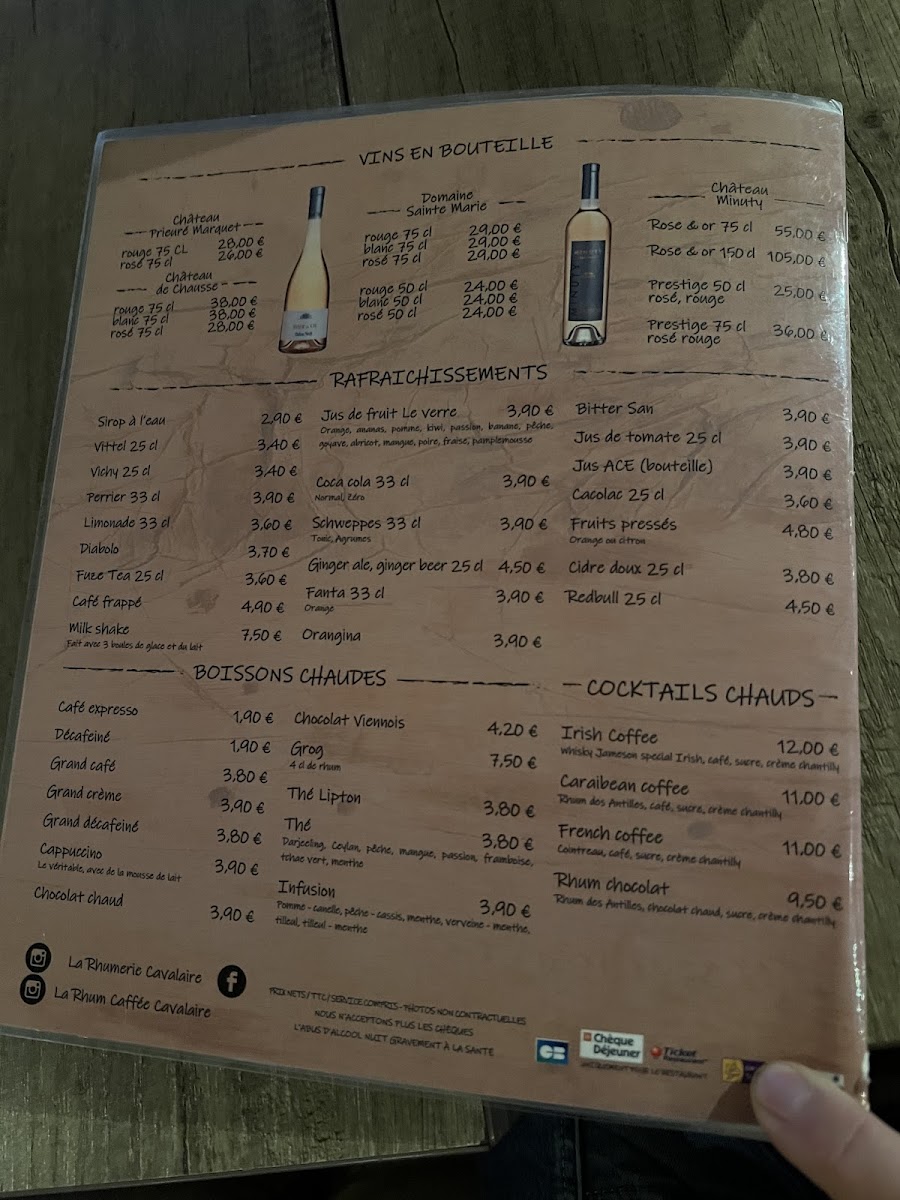 VINS EN BOUTEILLE
Château
Prieuré Marquet
rouge 75 CL 28,00 €
rosé 75 cl 26,00 €
Château
de Chausse
rouge 75 cl 38,00 €
blanc 75 cl 38,00 €
rosé 75 cl 28,00 €
Domaine
Sainte Marie
rouge 75 cl 29,00 €
blanc 75 cl 29,00 €
rosé 75 cl 29,00 €
rouge 50 cl 24,00 €
blanc 50 cl 24,00 €
rosé 50 cl 24,00 €
Château
Minuty
Rose & or 75 cl 55,00 €
Rose & or 150 cl 105,00 €
Prestige 50 cl 25,00 €
rosé, rouge
Prestige 75 cl 36,00 €
rosé rouge
RAFRAICHISSEMENTS
Sirop à l'eau 2,90 €
Vittel 25 cl 3,40 €
Vichy 25 cl 3,40 €
Perrier 33 cl 3,90 €
Limonade 33 cl 3,60 €
Diabolo 3,70 €
Fuze Tea 25 cl 3,60 €
Café frappé 4,90 €
Milk shake 7,50 €
Fait avec 3 boules de glace et du lait
Jus de fruit Le verre 3,90 €
Orange, ananas, pomme, kiwi, passion, banane, pêche,
goyave, abricot, mangue, poire, fraise, pamplemousse
Coca cola 33 cl 3,90 €
Normal, Zéro
Schweppes 33 cl 3,90 €
Tonic, Agrumes
Ginger ale, ginger beer 25 cl 4,50 €
Fanta 33 cl 3,90 €
Orange
Orangina 3,90 €
Bitter San 3,90 €
Jus de tomate 25 cl 3,90 €
Jus ACE (bouteille) 3,90 €
Cacolac 25 cl 3,60 €
Fruits pressés 4,80 €
Orange ou citron
Cidre doux 25 cl 3,80 €
Redbull 25 cl 4,50 €
BOISSONS CHAUDES
Café expresso 1,90 €
Décafeiné 1,90 €
Grand café 3,80 €
Grand crème 3,90 €
Grand décafeiné 3,80 €
Cappuccino 3,90 €
Le véritable, avec de la mousse de lait
Chocolat chaud 3,90 €
Chocolat Viennois 4,20 €
Grog 7,50 €
4 cl de rhum
Thé Lipton 3,80 €
Thé 3,80 €
Darjeeling, Ceylan, pêche, mangue, passion, framboise,
tchae vert, menthe
Infusion 3,90 €
Pomme - canelle, pêche - cassis, menthe, verveine - menthe,
tilleul, tilleul - menthe
COCKTAILS CHAUDS
Irish Coffee 12,00 €
Whisky Jameson special Irish, café, sucre, crème chantilly
Caraibean coffee 11,00 €
Rhum des Antilles, café, sucre, crème chantilly
French coffee 11,00 €
Cointreau, café, sucre, crème chantilly
Rhum chocolat 9,50 €
Rhum des Antilles, chocolat chaud, sucre, crème chantilly
La Rhumerie Cavalaire
La Rhum Caffée Cavalaire
PRIX NETS / TTC / SERVICE COMPRIS - PHOTOS NON CONTRACTUELLES
NOUS N'ACCEPTONS PLUS LES CHÈQUES
L'ABUS D'ALCOOL NUIT GRAVEMENT À LA SANTE
CB
Chèque
Déjeuner
Ticket
Restaurant
UNIQUEMENT POUR LE RESTAURANT